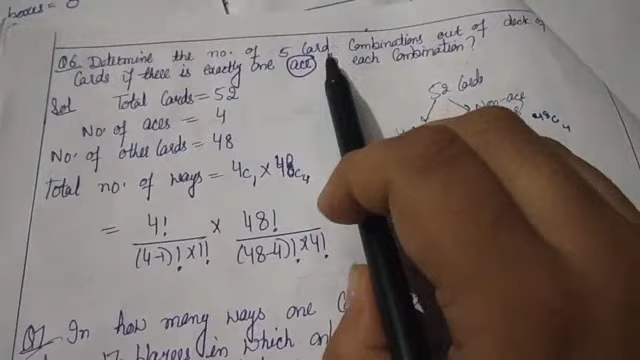 boxes = 6
Q6. Determine the no. of 5 Card Combinations out of deck of
Cards if there is exactly one ace each Combination?
Sol Total Cards = 52
52 Cards
Non-ace
No. of aces = 4
48C4
No. of other Cards = 48
Total no. of ways = 4C1 × 48C4
= 4! / (4-1)! × 1! × 48! / (48-4)! × 4!
Q7 In how many ways one
players in which